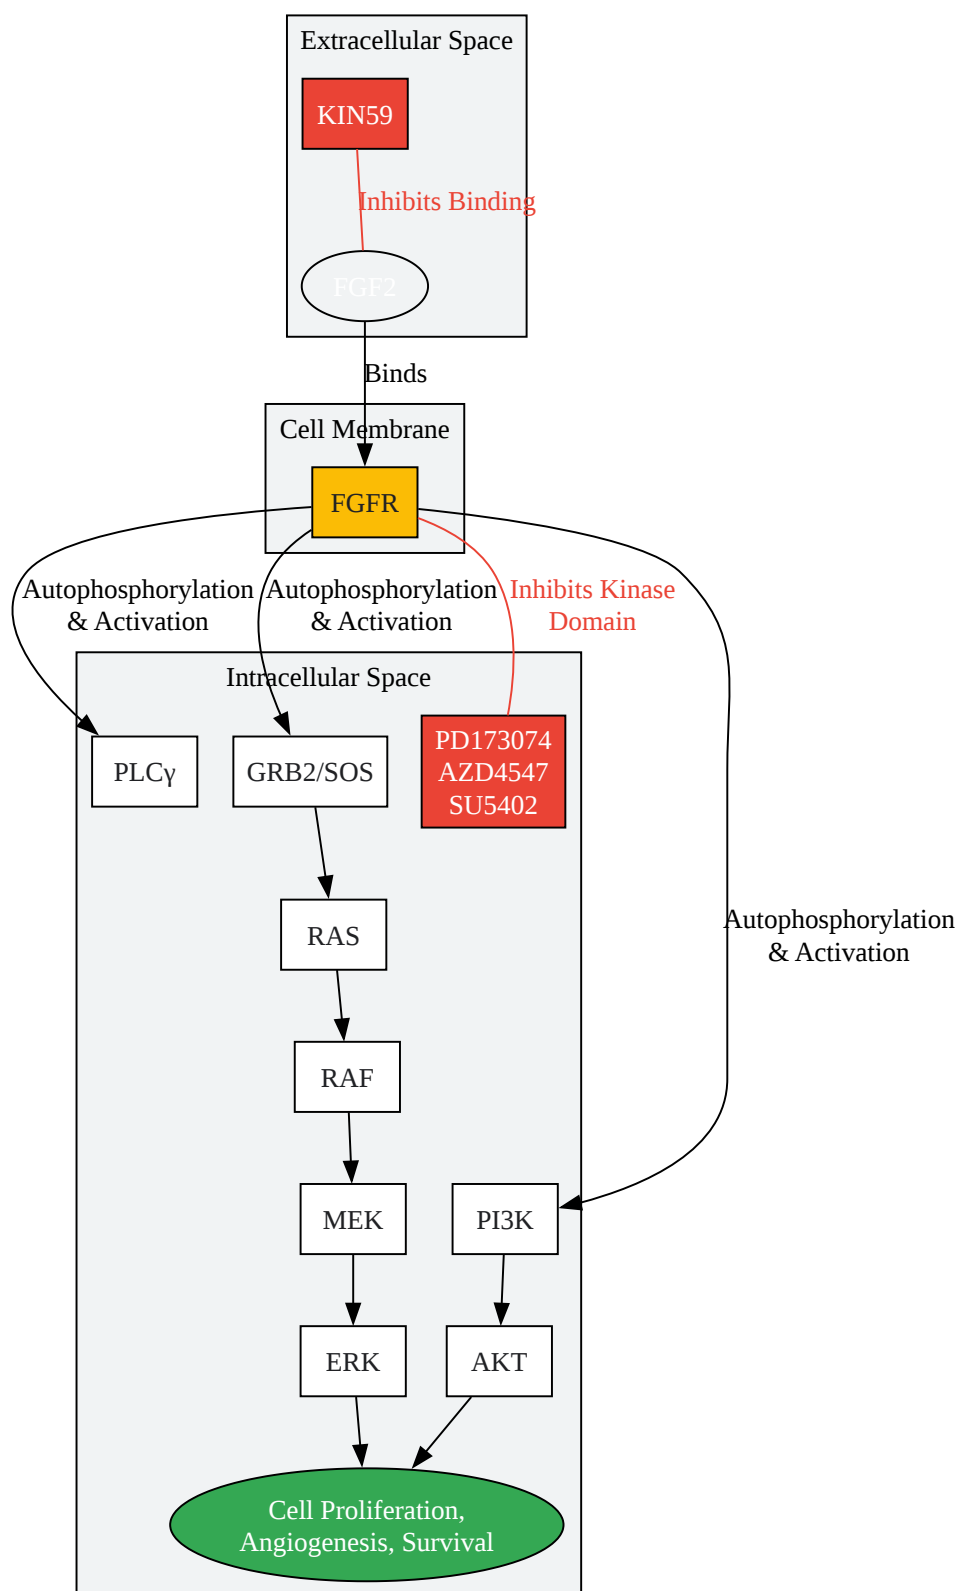 Extracellular Space
KIN59
Inhibits Binding
FGF2
Binds
Cell Membrane
FGFR
Autophosphorylation
& Activation
Autophosphorylation
& Activation
Inhibits Kinase
Domain
Intracellular Space
PLCγ
GRB2/SOS
PD173074
AZD4547
SU5402
RAS
Autophosphorylation
& Activation
RAF
MEK
PI3K
ERK
AKT
Cell Proliferation,
Angiogenesis, Survival